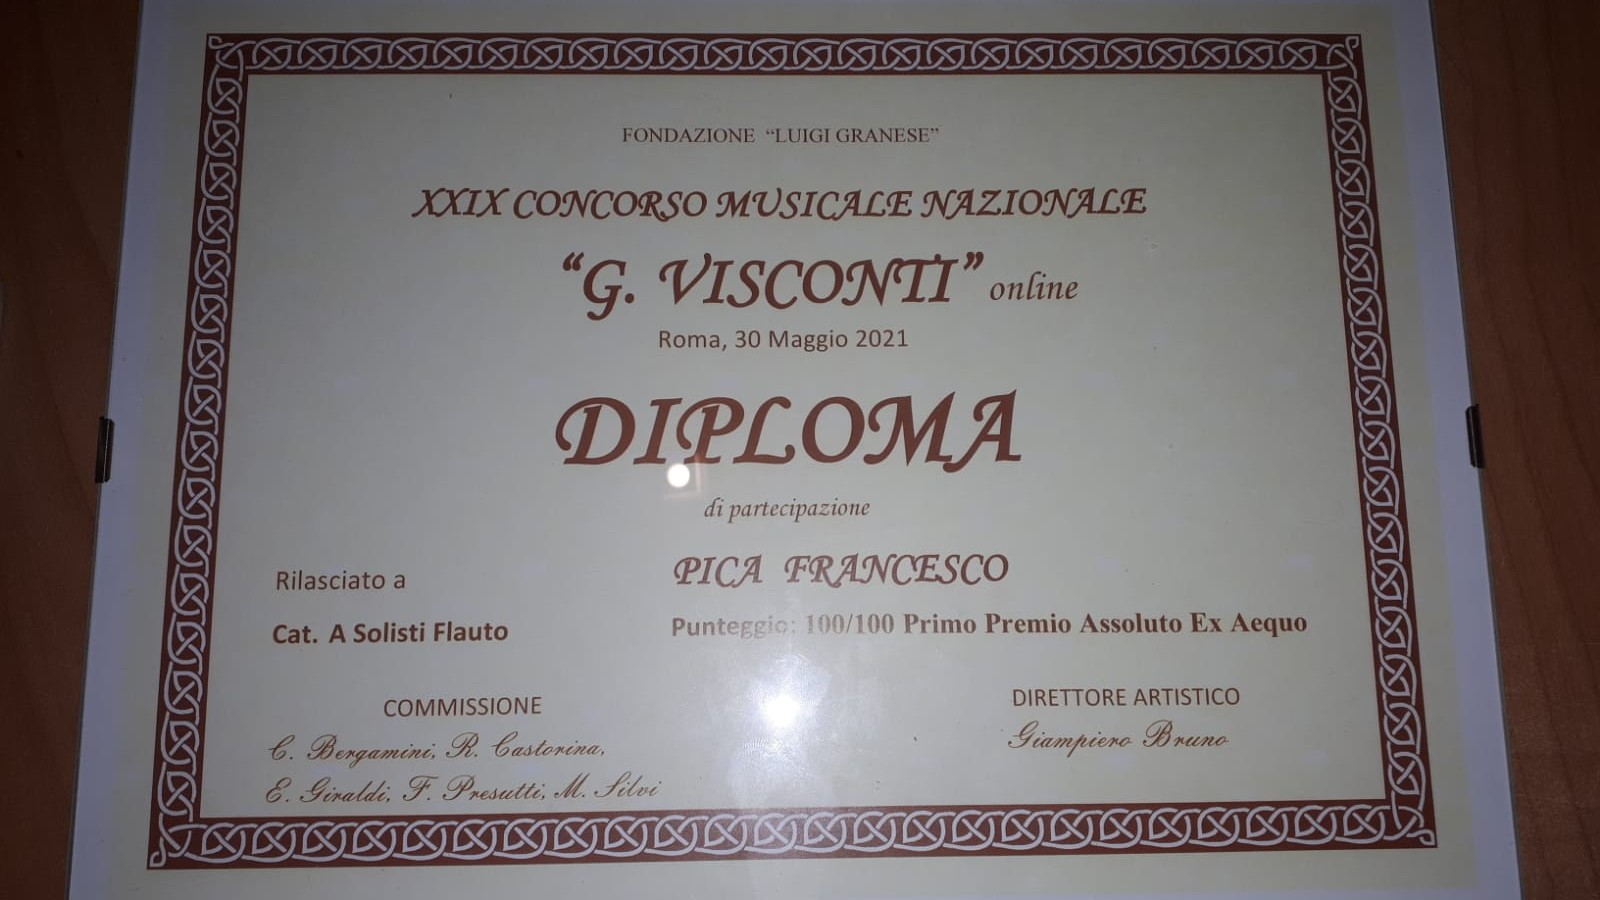 FONDAZIONE “LUIGI GRANESE”
XXIX CONCORSO MUSICALE NAZIONALE
“G. VISCONTI” online
Roma, 30 Maggio 2021
DIPLOMA
di partecipazione
Rilasciato a PICA FRANCESCO
Cat. A Solisti Flauto Punteggio: 100/100 Primo Premio Assoluto Ex Aequo
COMMISSIONE
C. Bergamini, R. Castorina,
E. Giraldi, F. Presutti, M. Silvi
DIRETTORE ARTISTICO
Giampiero Bruno